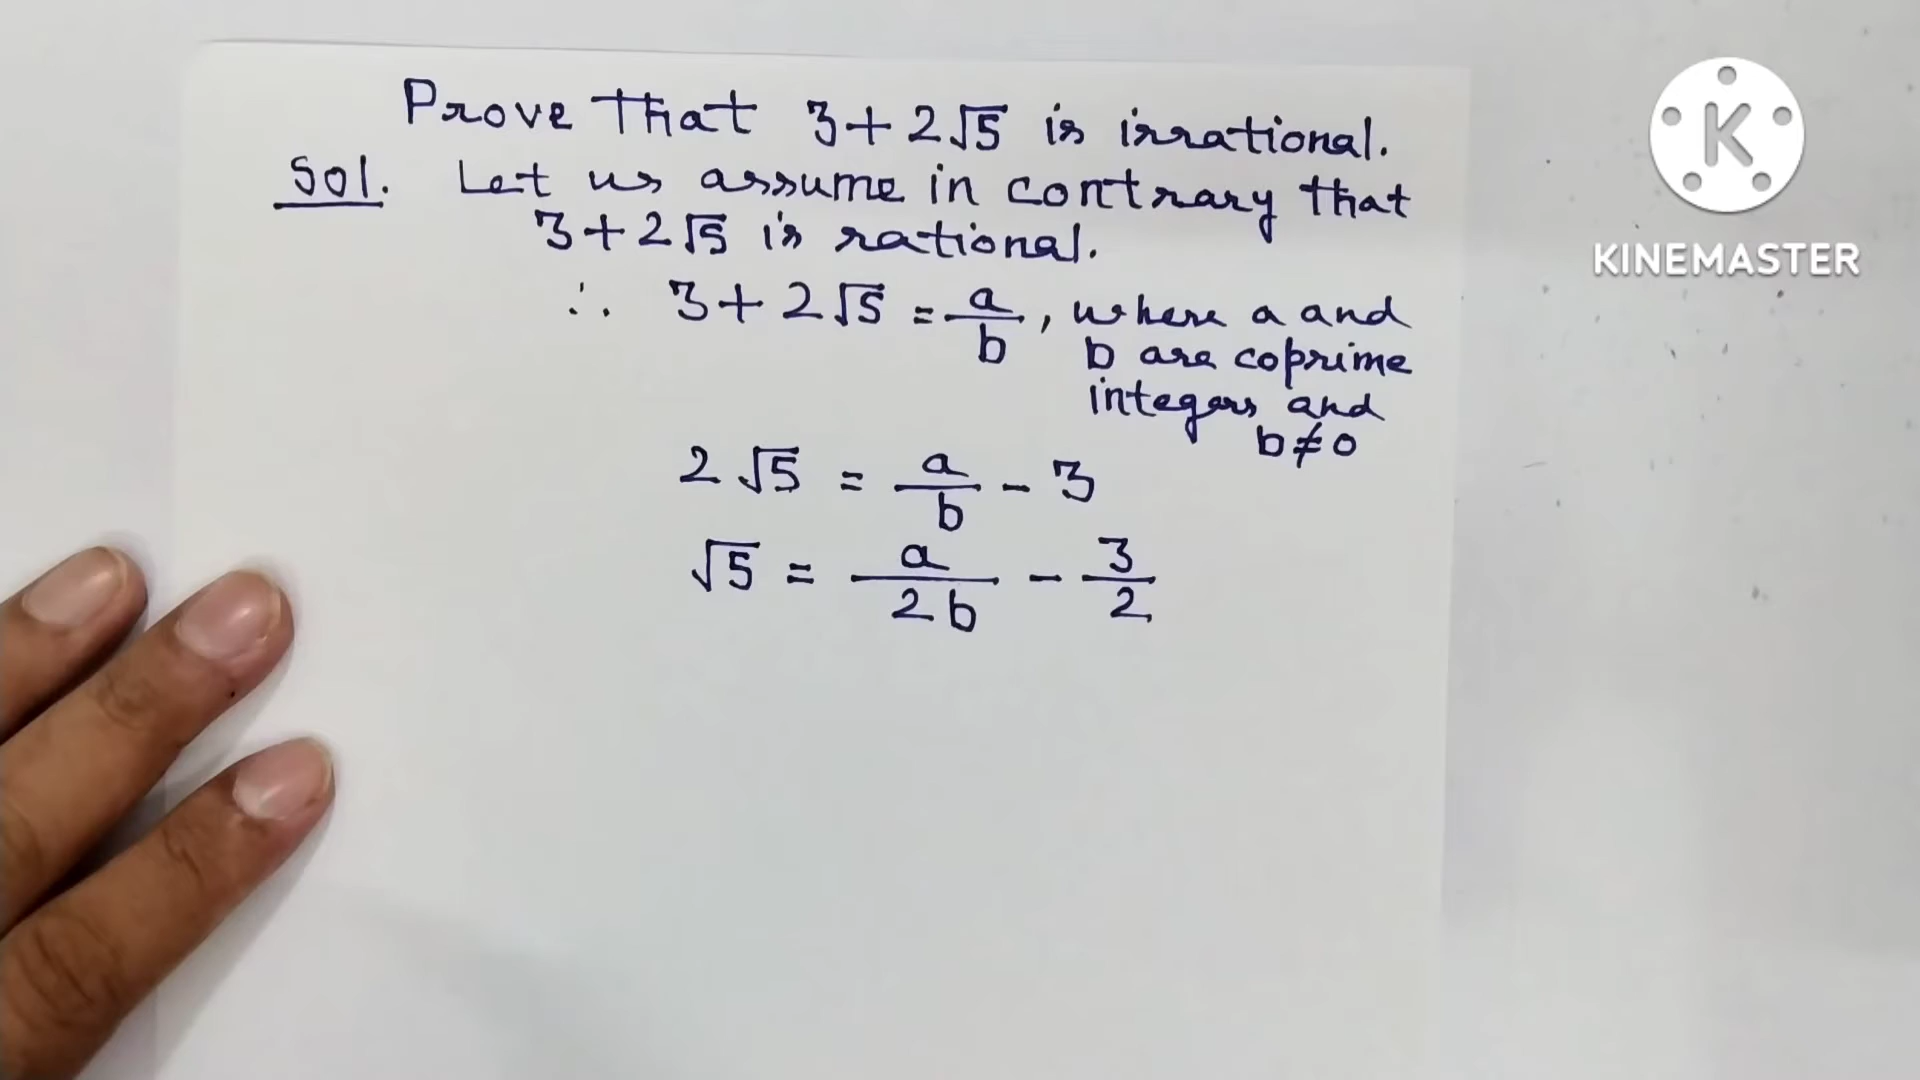 Prove That 3+2√5 is irrational.
Sol. Let us assume in contrary that
3+2√5 is rational.
∴ 3+2√5 = a/b, where a and
b are coprime
integers and
b≠0
2√5 = a/b - 3
√5 = a/2b - 3/2
K
KINEMASTER